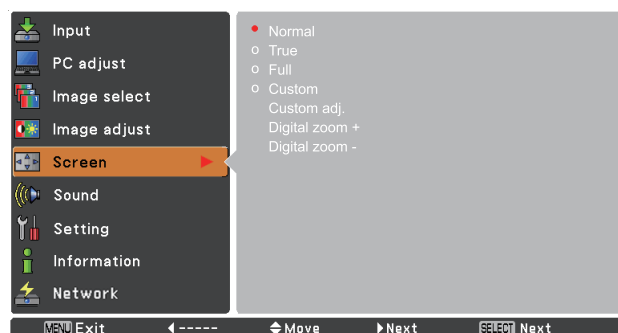 Input
PC adjust
Image select
Image adjust
Screen
Sound
Setting
Information
Network
Normal
True
Full
Custom
Custom adj.
Digital zoom +
Digital zoom -
MENU Exit ----- Move Next SELECT Next